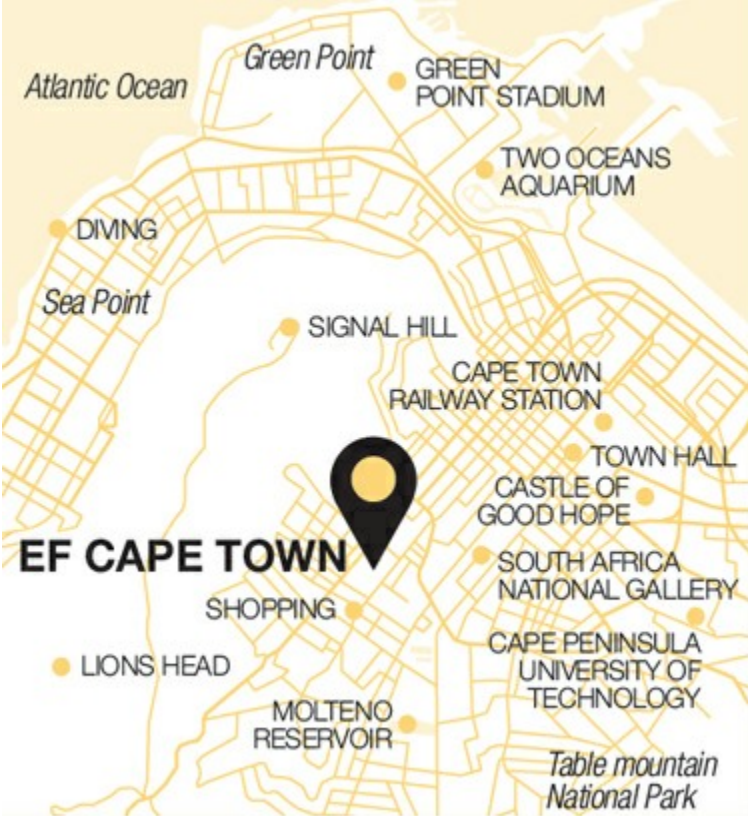 Green Point
Atlantic Ocean
GREEN
POINT STADIUM
TWO OCEANS
AQUARIUM
DIVING
Sea Point
SIGNAL HILL
CAPE TOWN
RAILWAY STATION
TOWN HALL
CASTLE OF
GOOD HOPE
EF CAPE TOWN
SOUTH AFRICA
NATIONAL GALLERY
SHOPPING
CAPE PENINSULA
UNIVERSITY OF
TECHNOLOGY
LIONS HEAD
MOLTENO
RESERVOIR
Table mountain
National Park